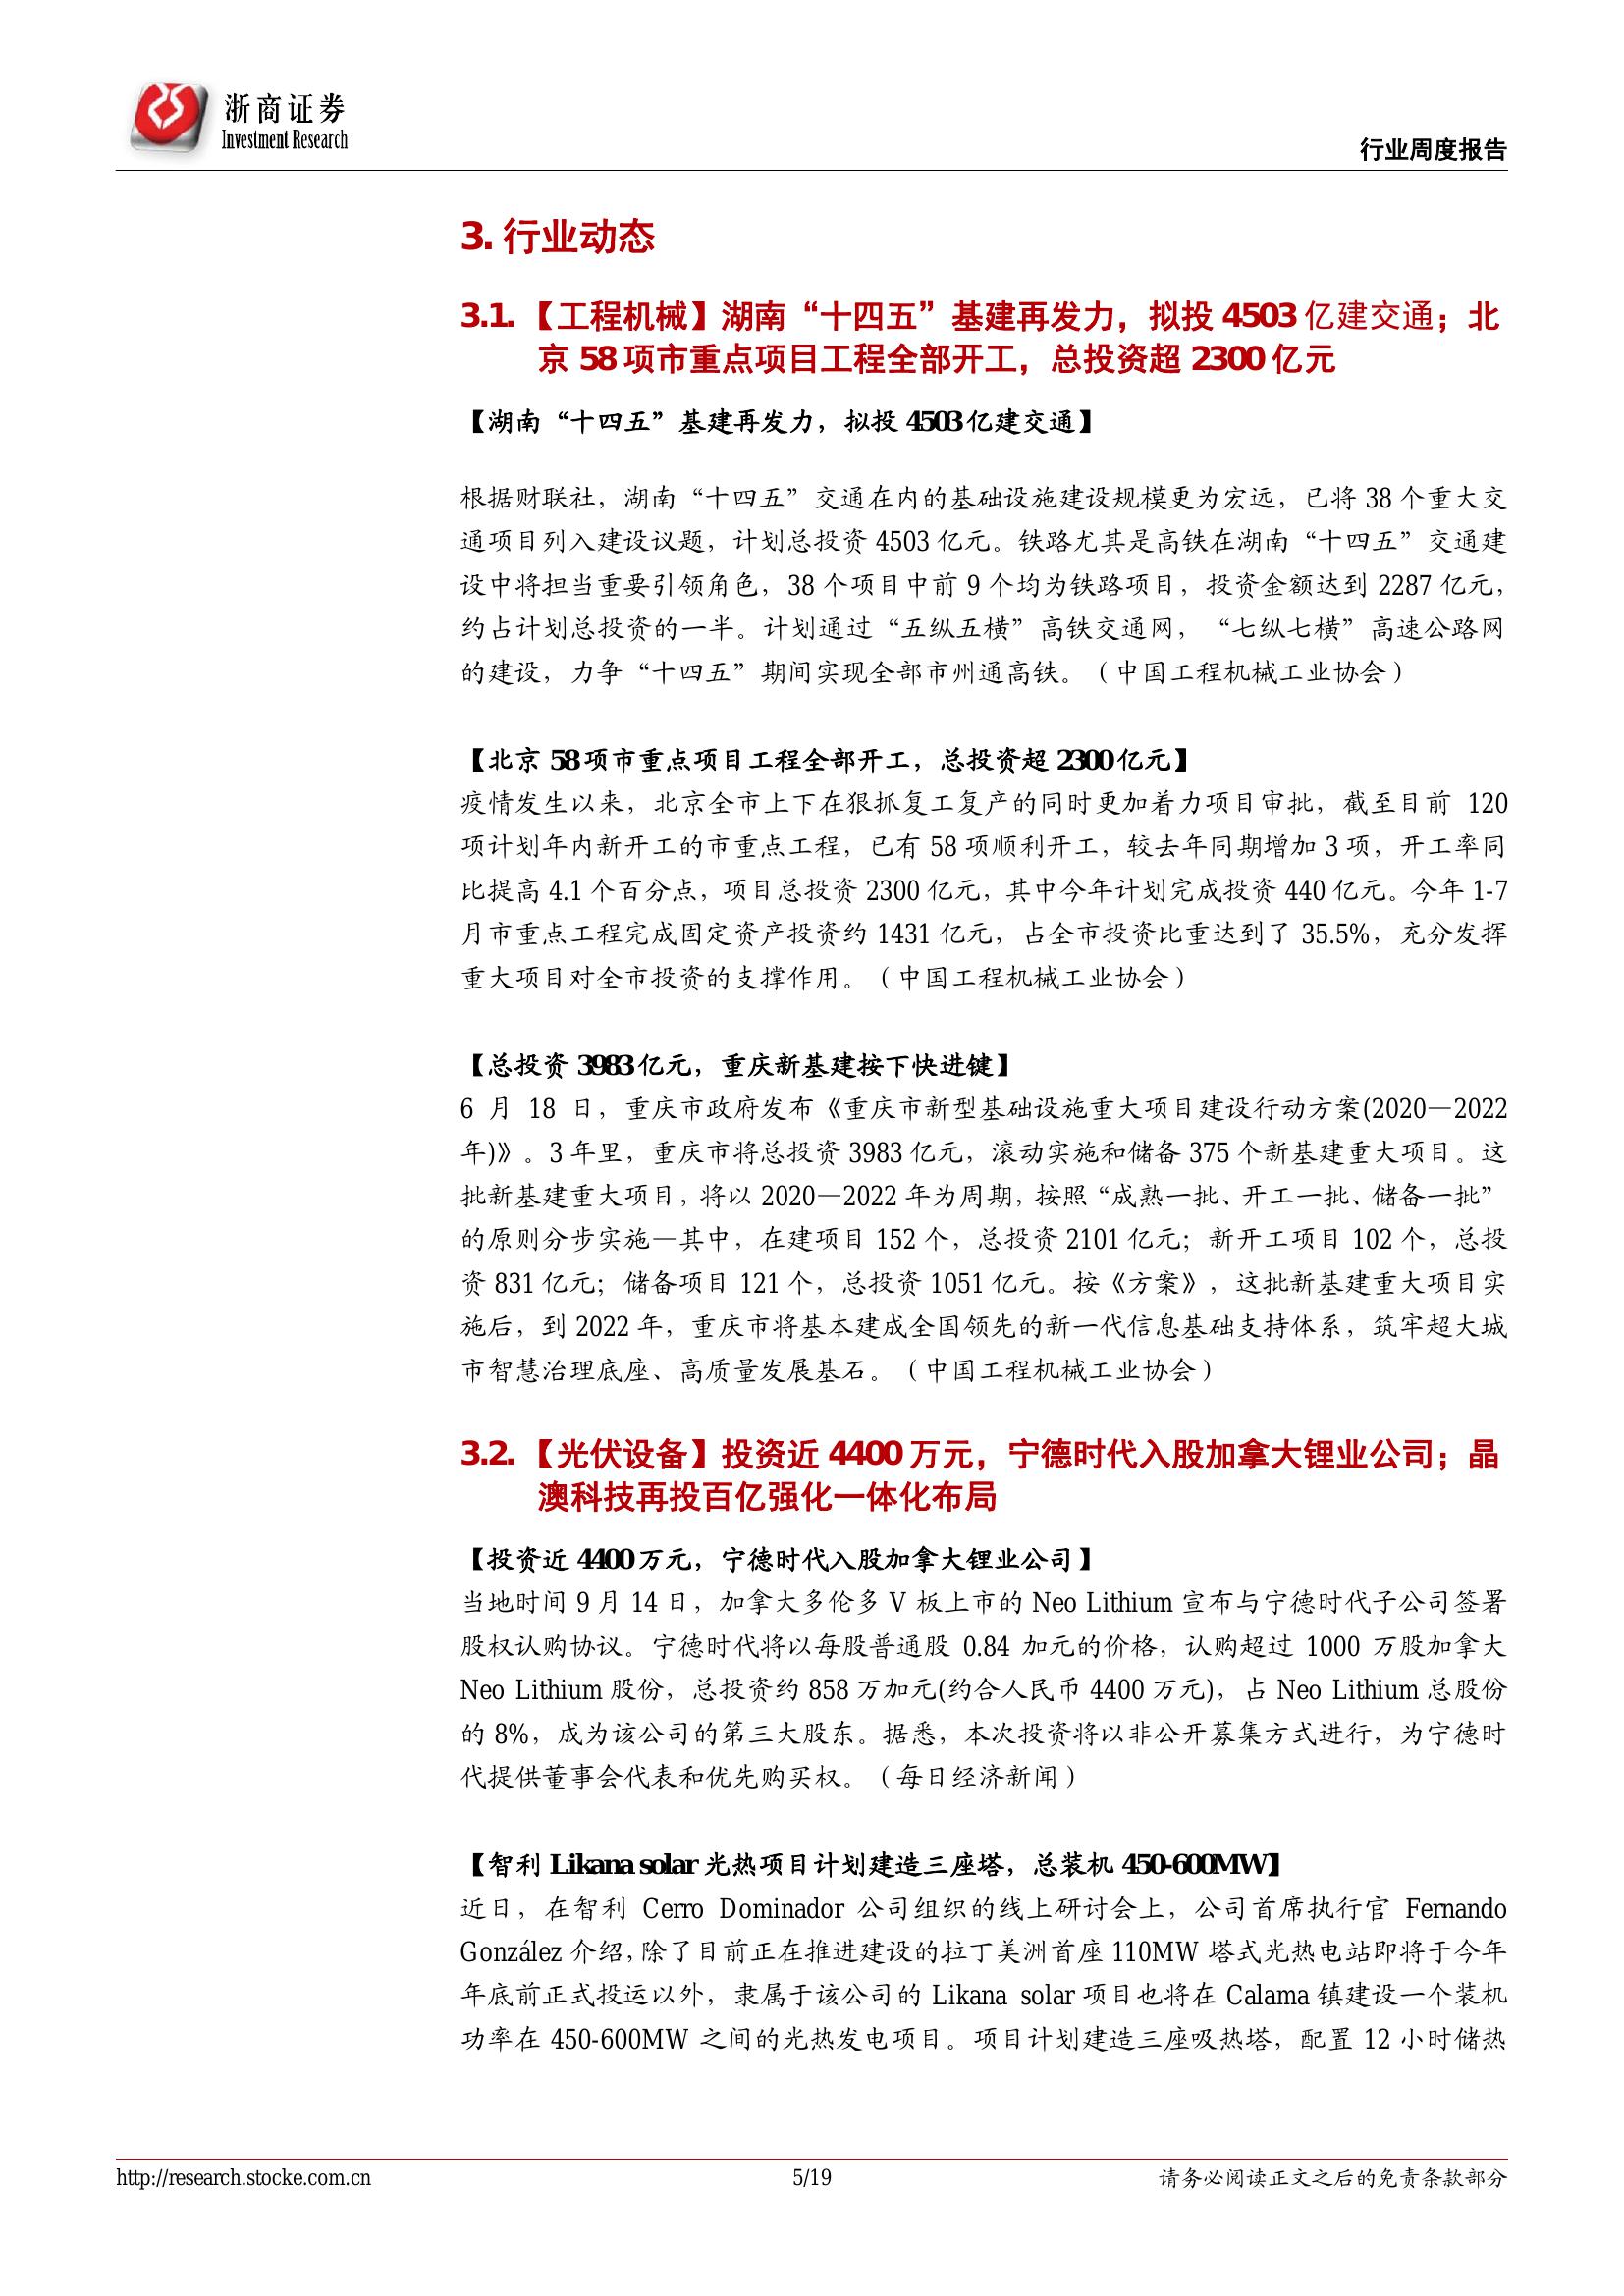 浙商证券
Investment Research
行业周度报告
3. 行业动态
3.1. 【工程机械】湖南“十四五”基建再发力，拟投 4503 亿建交通；北
京 58 项市重点项目工程全部开工，总投资超 2300 亿元
【湖南“十四五”基建再发力，拟投 4503 亿建交通】
根据财联社，湖南“十四五”交通在内的基础设施建设规模更为宏远，已将 38 个重大交
通项目列入建设议题，计划总投资 4503 亿元。铁路尤其是高铁在湖南“十四五”交通建
设中将担当重要引领角色，38 个项目中前 9 个均为铁路项目，投资金额达到 2287 亿元，
约占计划总投资的一半。计划通过“五纵五横”高铁交通网，“七纵七横”高速公路网
的建设，力争“十四五”期间实现全部市州通高铁。（中国工程机械工业协会）
【北京 58 项市重点项目工程全部开工，总投资超 2300 亿元】
疫情发生以来，北京全市上下在狠抓复工复产的同时更加着力项目审批，截至目前 120
项计划年内新开工的市重点工程，已有 58 项顺利开工，较去年同期增加 3 项，开工率同
比提高 4.1 个百分点，项目总投资 2300 亿元，其中今年计划完成投资 440 亿元。今年 1-7
月市重点工程完成固定资产投资约 1431 亿元，占全市投资比重达到了 35.5%，充分发挥
重大项目对全市投资的支撑作用。（中国工程机械工业协会）
【总投资 3983 亿元，重庆新基建按下快进键】
6 月 18 日，重庆市政府发布《重庆市新型基础设施重大项目建设行动方案(2020—2022
年)》。3 年里，重庆市将总投资 3983 亿元，滚动实施和储备 375 个新基建重大项目。这
批新基建重大项目，将以 2020—2022 年为周期，按照“成熟一批、开工一批、储备一批”
的原则分步实施—其中，在建项目 152 个，总投资 2101 亿元；新开工项目 102 个，总投
资 831 亿元；储备项目 121 个，总投资 1051 亿元。按《方案》，这批新基建重大项目实
施后，到 2022 年，重庆市将基本建成全国领先的新一代信息基础支持体系，筑牢超大城
市智慧治理底座、高质量发展基石。（中国工程机械工业协会）
3.2. 【光伏设备】投资近 4400 万元，宁德时代入股加拿大锂业公司；晶
澳科技再投百亿强化一体化布局
【投资近 4400 万元，宁德时代入股加拿大锂业公司】
当地时间 9 月 14 日，加拿大多伦多 V 板上市的 Neo Lithium 宣布与宁德时代子公司签署
股权认购协议。宁德时代将以每股普通股 0.84 加元的价格，认购超过 1000 万股加拿大
Neo Lithium 股份，总投资约 858 万加元(约合人民币 4400 万元)，占 Neo Lithium 总股份
的 8%，成为该公司的第三大股东。据悉，本次投资将以非公开募集方式进行，为宁德时
代提供董事会代表和优先购买权。（每日经济新闻）
【智利 Likana solar 光热项目计划建造三座塔，总装机 450-600MW】
近日，在智利 Cerro Dominador 公司组织的线上研讨会上，公司首席执行官 Fernando
González 介绍，除了目前正在推进建设的拉丁美洲首座 110MW 塔式光热电站即将于今年
年底前正式投运以外，隶属于该公司的 Likana solar 项目也将在 Calama 镇建设一个装机
功率在 450-600MW 之间的光热发电项目。项目计划建造三座吸热塔，配置 12 小时储热
http://research.stocke.com.cn
5/19
请务必阅读正文之后的免责条款部分